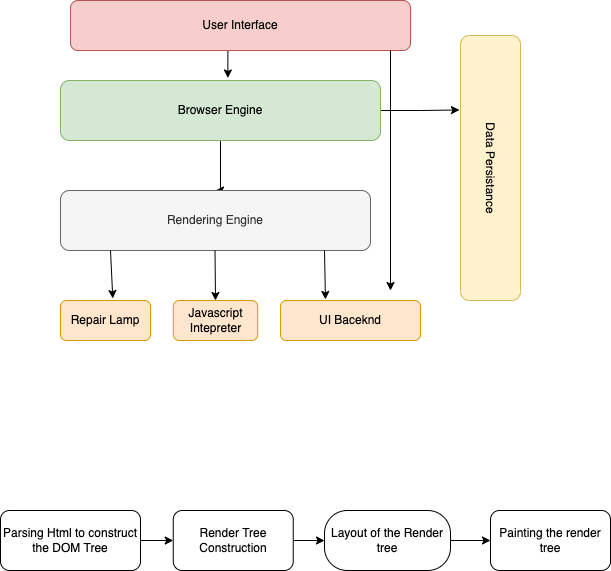 User Interface
Browser Engine
Data Persistance
Rendering Engine
Repair Lamp
Javascript
Intepreter
UI Baceknd
Parsing Html to construct
the DOM Tree
Render Tree
Construction
Layout of the Render
tree
Painting the render
tree